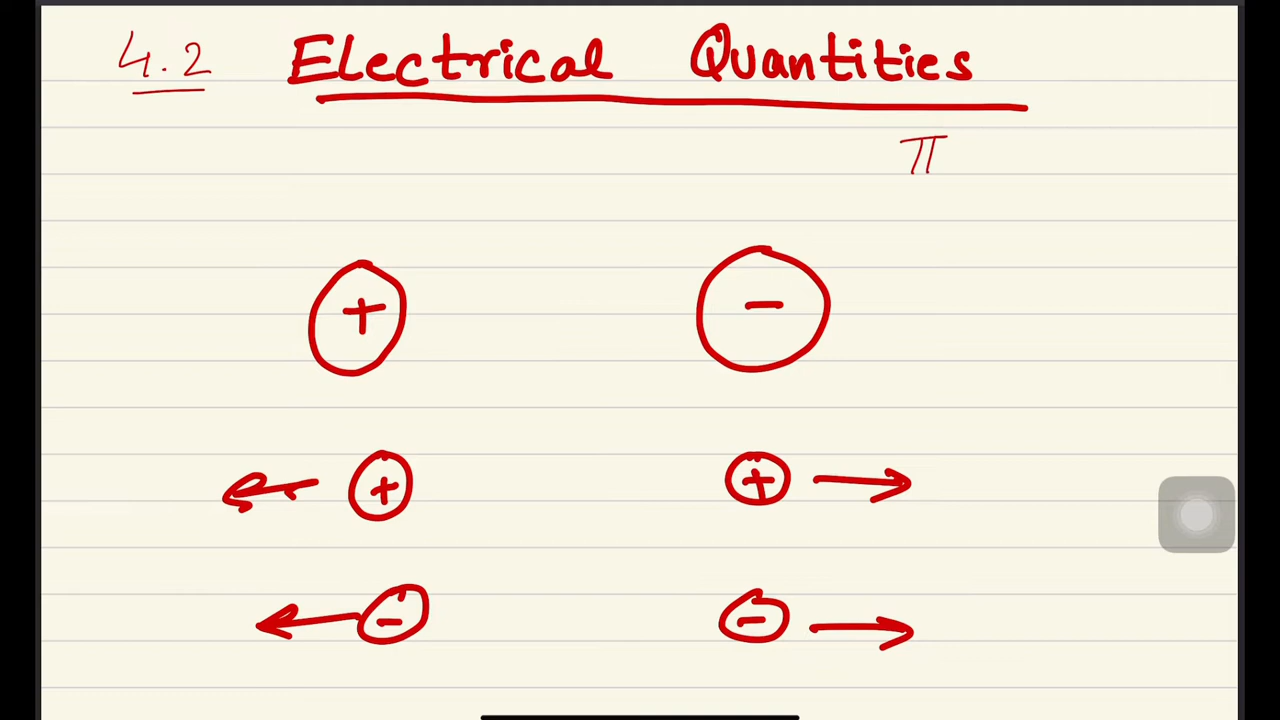 4.2 Electrical Quantities
π
+ -
+ +
- -